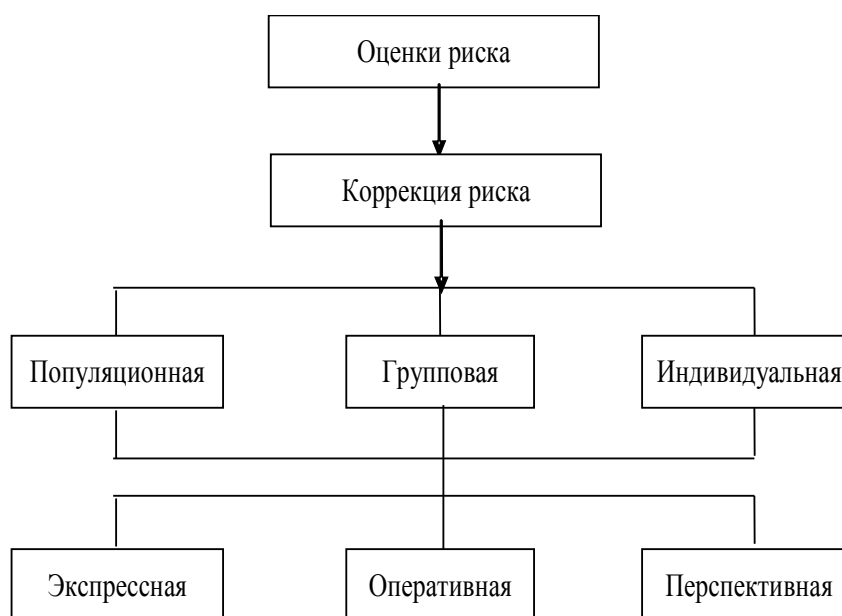 Оценки риска
Коррекция риска
Популяционная
Групповая
Индивидуальная
Экспрессная
Оперативная
Перспективная